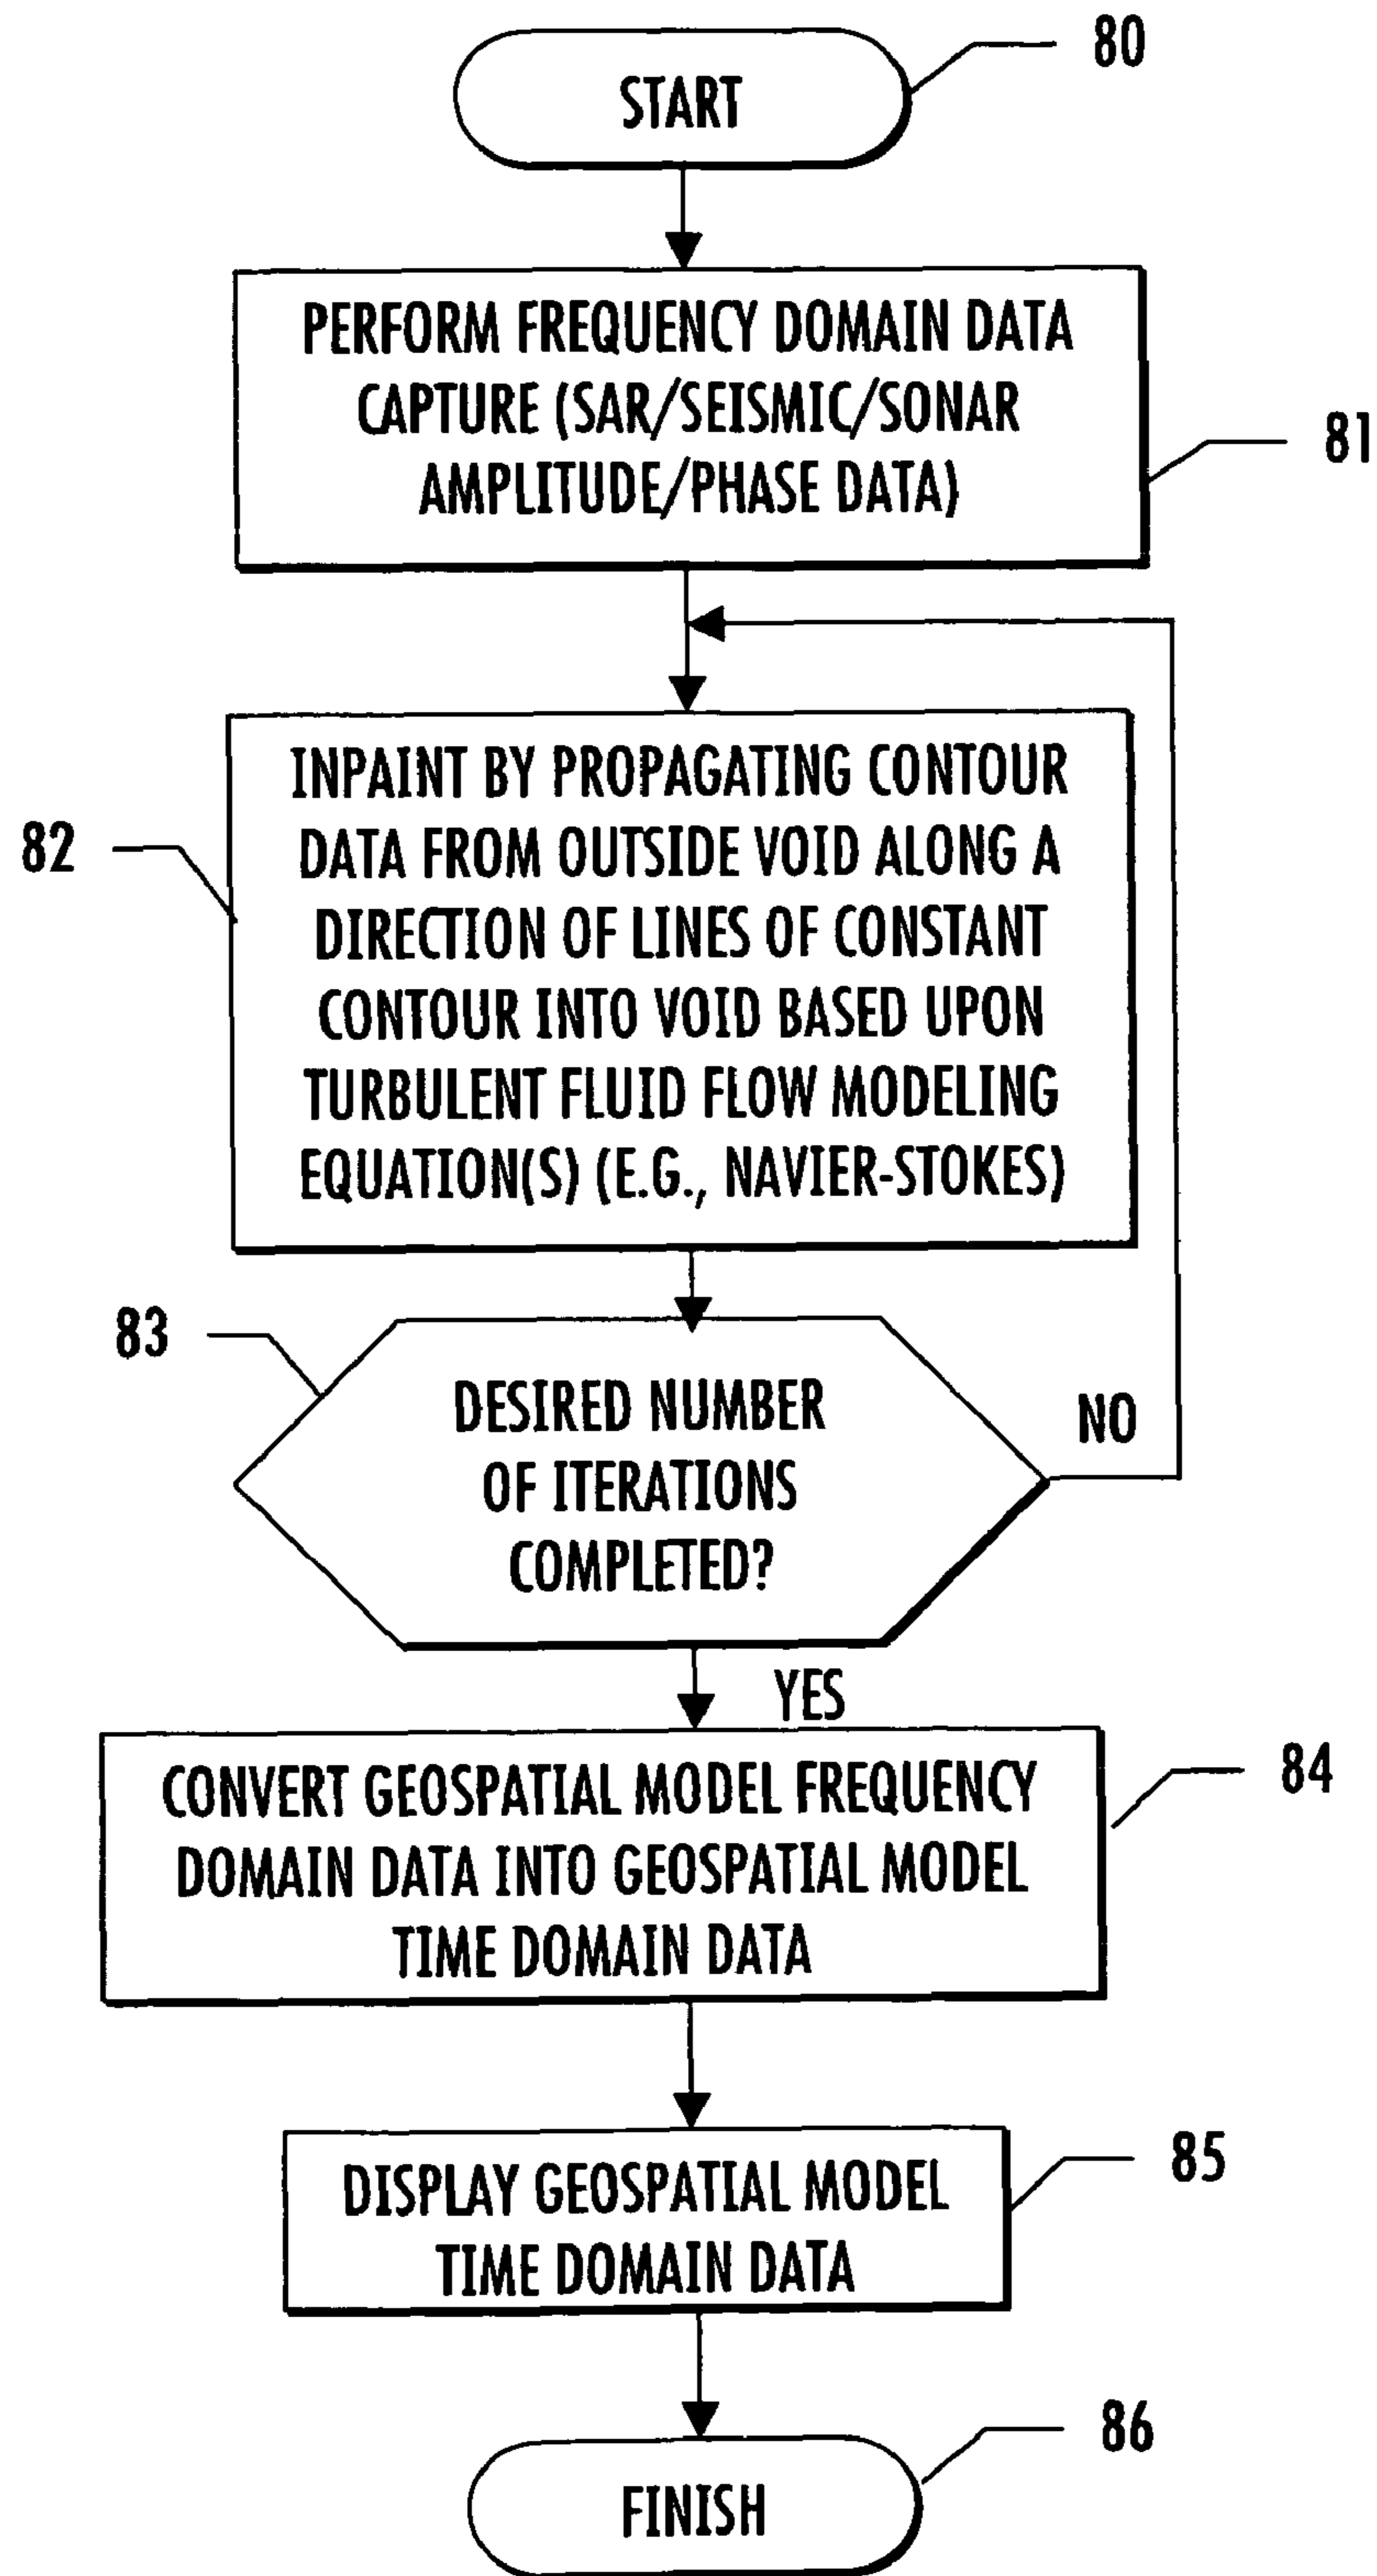 80
START
PERFORM FREQUENCY DOMAIN DATA
CAPTURE (SAR/SEISMIC/SONAR
AMPLITUDE/PHASE DATA)
81
INPAINT BY PROPAGATING CONTOUR
DATA FROM OUTSIDE VOID ALONG A
DIRECTION OF LINES OF CONSTANT
CONTOUR INTO VOID BASED UPON
TURBULENT FLUID FLOW MODELING
EQUATION(S) (E.G., NAVIER-STOKES)
82
83
DESIRED NUMBER
OF ITERATIONS
COMPLETED?
NO
YES
CONVERT GEOSPATIAL MODEL FREQUENCY
DOMAIN DATA INTO GEOSPATIAL MODEL
TIME DOMAIN DATA
84
DISPLAY GEOSPATIAL MODEL
TIME DOMAIN DATA
85
86
FINISH